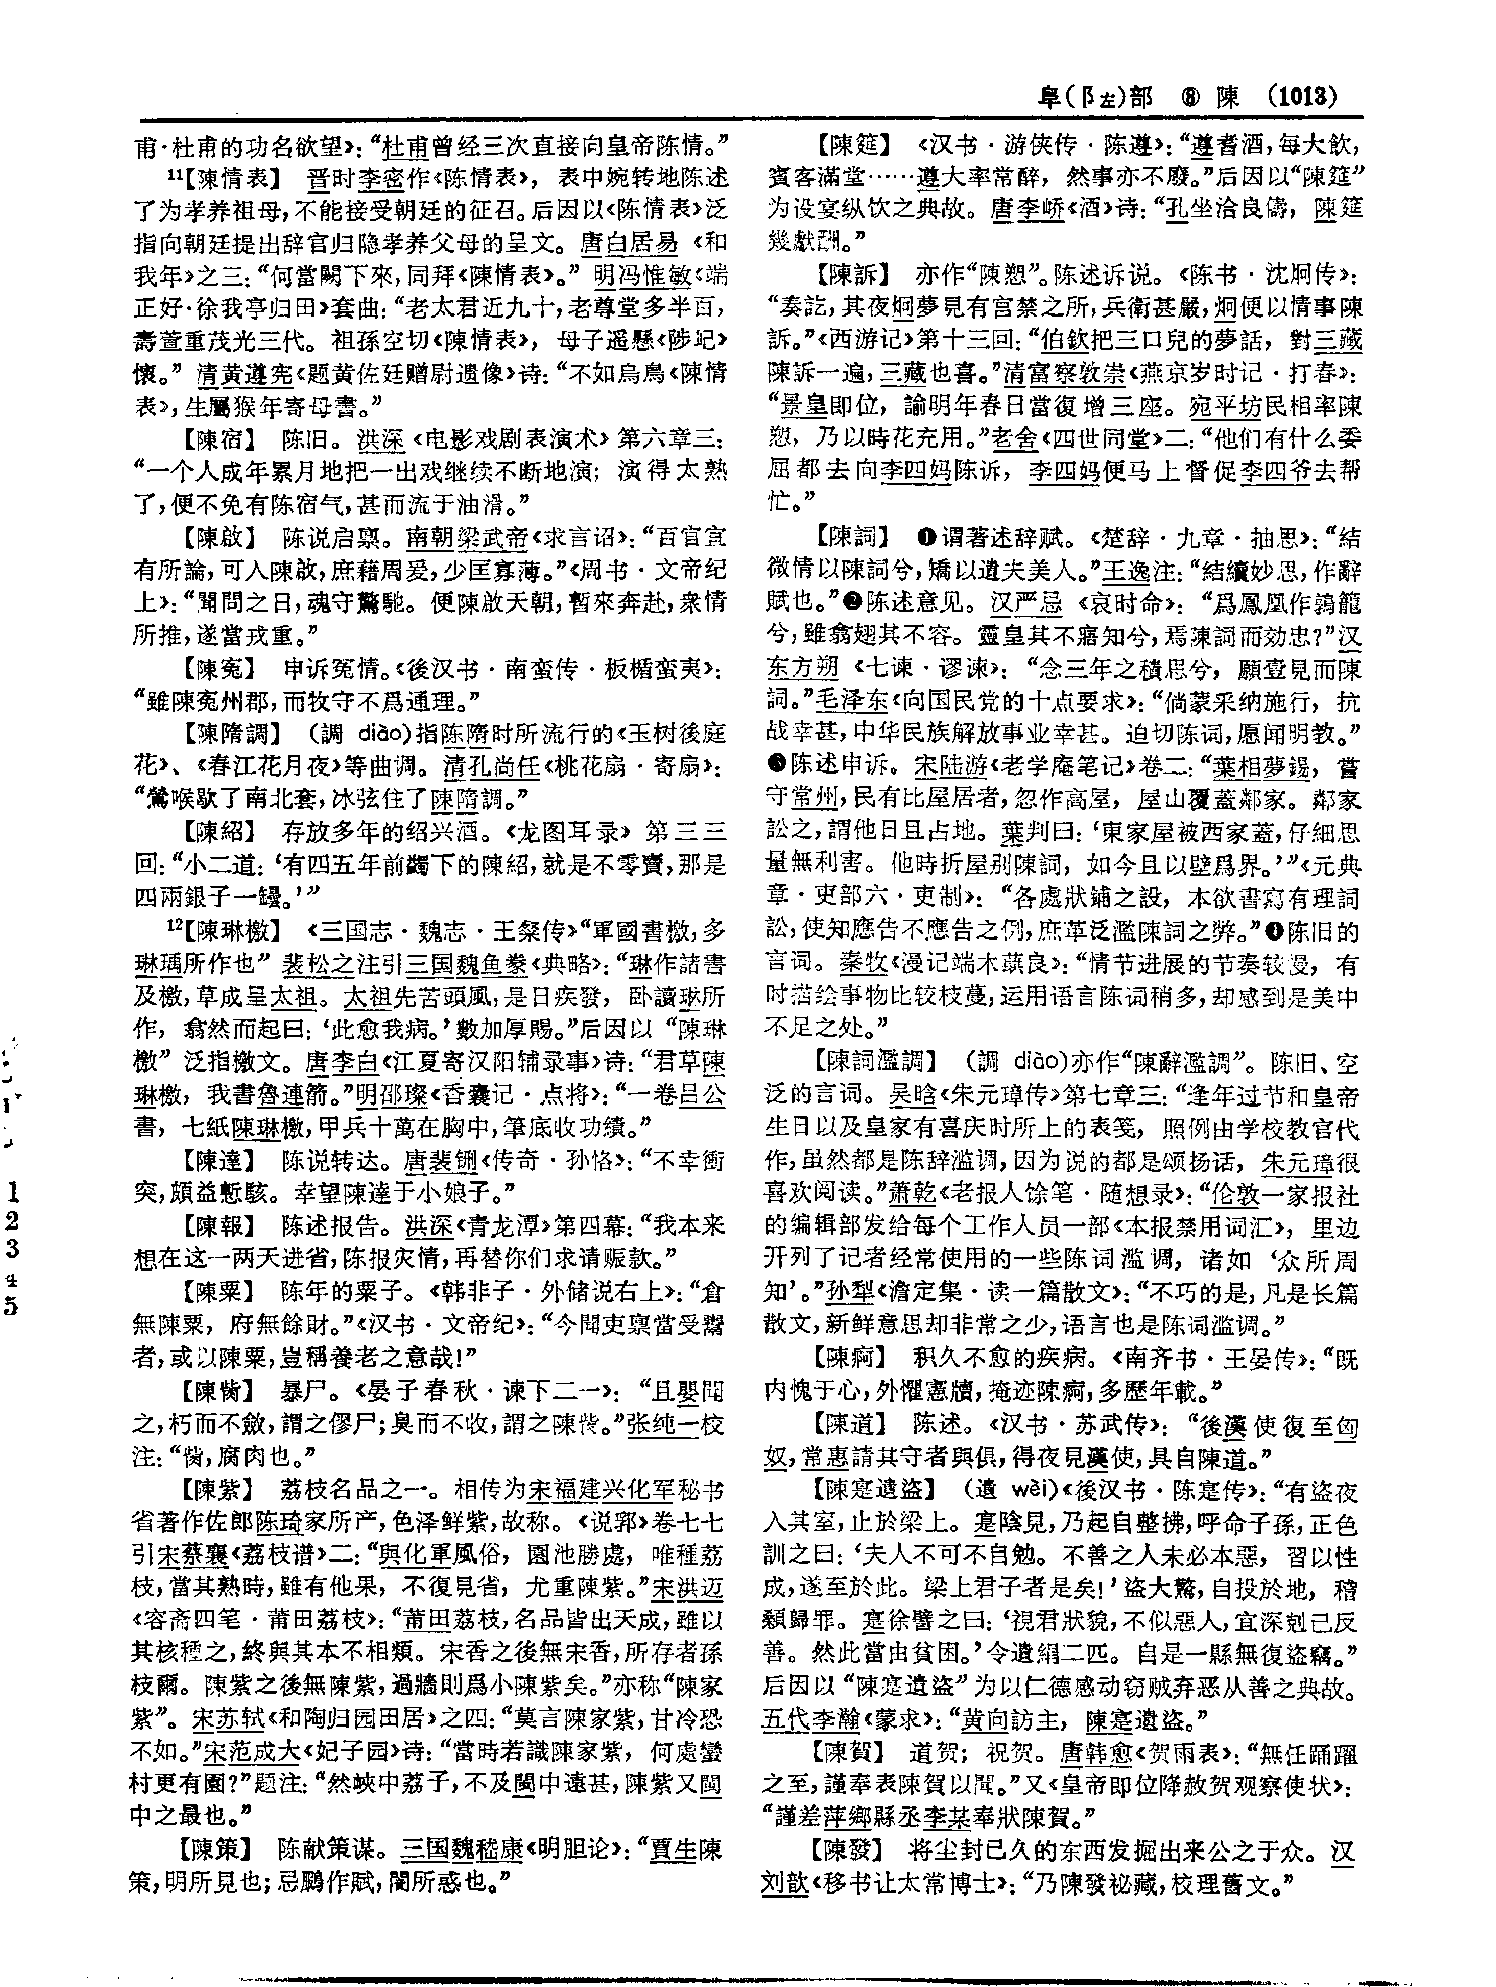 阜(阝左)部 ⑧ 陳 (1013)
甫·杜甫的功名欲望》:“杜甫曾经三次直接向皇帝陈情。”
11【陳情表】 晋时李密作《陈情表》，表中婉转地陈述
了为孝养祖母，不能接受朝廷的征召。后因以《陈情表》泛
指向朝廷提出辞官归隐孝养父母的呈文。唐白居易《和
我年》之三:“何當闕下來，同拜《陳情表》。” 明冯惟敏《端
正好·徐我亭归田》套曲:“老太君近九十，老尊堂多半百，
壽萱重茂光三代。祖孫空切《陳情表》，母子遥懸《陟屺》
懷。” 清黄遵宪《题黄佐廷赠尉遗像》诗:“不如烏鳥《陳情
表》，生屬猴年寄母書。”
【陳宿】 陈旧。洪深《电影戏剧表演术》第六章三:
“一个人成年累月地把一出戏继续不断地演；演得太熟
了，便不免有陈宿气，甚而流于油滑。”
【陳啟】 陈说启禀。南朝梁武帝《求言诏》:“百官宜
有所論，可入陳啟，庶藉周爰，少匡寡薄。”《周书·文帝纪
上》:“聞問之日，魂守驚馳。便陳啟天朝，暫來奔赴，衆情
所推，遂當戎重。”
【陳冤】 申诉冤情。《後汉书·南蛮传·板楯蛮夷》:
“雖陳冤州郡，而牧守不爲通理。”
【陳隋調】 (調 diào)指陈隋时所流行的《玉树後庭
花》、《春江花月夜》等曲调。清孔尚任《桃花扇·寄扇》:
“鶯喉歇了南北套，冰弦住了陳隋調。”
【陳紹】 存放多年的绍兴酒。《龙图耳录》第三三
回:“小二道:‘有四五年前蠲下的陳紹，就是不零賣，那是
四兩銀子一罎。’”
12【陳琳檄】 《三国志·魏志·王粲传》“軍國書檄，多
琳瑀所作也” 裴松之注引三国魏鱼豢《典略》:“琳作諸書
及檄，草成呈太祖。太祖先苦頭風，是日疾發，卧讀琳所
作，翕然而起曰:‘此愈我病。’數加厚賜。”后因以“陳琳
檄”泛指檄文。唐李白《江夏寄汉阳辅录事》诗:“君草陳
琳檄，我書魯連箭。”明邵璨《香囊记·点将》:“一卷吕公
書，七紙陳琳檄，甲兵十萬在胸中，筆底收功績。”
【陳達】 陈说转达。唐裴铏《传奇·孙恪》:“不幸衝
突，頗益慙駭。幸望陳達于小娘子。”
【陳報】 陈述报告。洪深《青龙潭》第四幕:“我本来
想在这一两天进省，陈报灾情，再替你们求请赈款。”
【陳粟】 陈年的粟子。《韩非子·外储说右上》:“倉
無陳粟，府無餘財。”《汉书·文帝纪》:“今聞吏禀當受鬻
者，或以陳粟，豈稱養老之意哉！”
【陳胔】 暴尸。《晏子春秋·谏下二一》:“且嬰聞
之，朽而不斂，謂之僇尸；臭而不收，謂之陳胔。”张纯一校
注:“胔，腐肉也。”
【陳紫】 荔枝名品之一。相传为宋福建兴化军秘书
省著作佐郎陈琦家所产，色泽鲜紫，故称。《说郛》卷七七
引宋蔡襄《荔枝谱》二:“興化軍風俗，園池勝處，唯種荔
枝，當其熟時，雖有他果，不復見省，尤重陳紫。”宋洪迈
《容斋四笔·莆田荔枝》:“莆田荔枝，名品皆出天成，雖以
其核種之，終與其本不相類。宋香之後無宋香，所存者孫
枝爾。陳紫之後無陳紫，過牆則爲小陳紫矣。”亦称“陳家
紫”。宋苏轼《和陶归园田居》之四:“莫言陳家紫，甘冷恐
不如。”宋范成大《妃子园》诗:“當時若識陳家紫，何處蠻
村更有園？”题注:“然峽中荔子，不及閩中遠甚，陳紫又閩
中之最也。”
【陳策】 陈献策谋。三国魏嵇康《明胆论》:“賈生陳
策，明所見也；忌鵩作賦，闇所惑也。”
【陳筵】 《汉书·游侠传·陈遵》:“遵耆酒，每大飲，
賓客滿堂……遵大率常醉，然事亦不廢。”后因以“陳筵”
为设宴纵饮之典故。唐李峤《酒》诗:“孔坐洽良儔，陳筵
幾獻酬。”
【陳訴】 亦作“陳愬”。陈述诉说。《陈书·沈炯传》:
“奏訖，其夜炯夢見有宫禁之所，兵衛甚嚴，炯便以情事陳
訴。”《西游记》第十三回:“伯欽把三口兒的夢話，對三藏
陳訴一遍，三藏也喜。”清富察敦崇《燕京岁时记·打春》:
“景皇即位，諭明年春日當復增三座。宛平坊民相率陳
愬，乃以時花充用。”老舍《四世同堂》二:“他们有什么委
屈都去向李四妈陈诉，李四妈便马上督促李四爷去帮
忙。”
【陳詞】 ❶谓著述辞赋。《楚辞·九章·抽思》:“結
微情以陳詞兮，矯以遺夫美人。”王逸注:“結續妙思，作辭
賦也。”❷陈述意见。汉严忌《哀时命》:“爲鳳凰作鶉籠
兮，雖翕翅其不容。靈皇其不寤知兮，焉陳詞而効忠？”汉
东方朔《七谏·谬谏》:“念三年之積思兮，願壹見而陳
詞。”毛泽东《向国民党的十点要求》:“倘蒙采纳施行，抗
战幸甚，中华民族解放事业幸甚。迫切陈词，愿闻明教。”
❸陈述申诉。宋陆游《老学庵笔记》卷二:“葉相夢錫，嘗
守常州，民有比屋居者，忽作高屋，屋山覆蓋鄰家。鄰家
訟之，謂他日且占地。葉判曰:‘東家屋被西家蓋，仔細思
量無利害。他時折屋别陳詞，如今且以壁爲界。’”《元典
章·吏部六·吏制》:“各處狀鋪之設，本欲書寫有理詞
訟，使知應告不應告之例，庶革泛濫陳詞之弊。”❹陈旧的
言词。秦牧《漫记端木蕻良》:“情节进展的节奏较漫，有
时描绘事物比较枝蔓，运用语言陈词稍多，却感到是美中
不足之处。”
【陳詞濫調】 (調 diào)亦作“陳辭濫調”。陈旧、空
泛的言词。吴晗《朱元璋传》第七章三:“逢年过节和皇帝
生日以及皇家有喜庆时所上的表笺，照例由学校教官代
作，虽然都是陈辞滥调，因为说的都是颂扬话，朱元璋很
喜欢阅读。”萧乾《老报人馀笔·随想录》:“伦敦一家报社
的编辑部发给每个工作人员一部《本报禁用词汇》，里边
开列了记者经常使用的一些陈词滥调，诸如‘众所周
知’。”孙犁《澹定集·读一篇散文》:“不巧的是，凡是长篇
散文，新鲜意思却非常之少，语言也是陈词滥调。”
【陳痾】 积久不愈的疾病。《南齐书·王晏传》:“既
内愧于心，外懼憲牘，掩迹陳痾，多歷年載。”
【陳道】 陈述。《汉书·苏武传》:“後漢使復至匈
奴，常惠請其守者與俱，得夜見漢使，具自陳道。”
【陳寔遺盜】 (遺 wèi)《後汉书·陈寔传》:“有盜夜
入其室，止於梁上。寔陰見，乃起自整拂，呼命子孫，正色
訓之曰:‘夫人不可不自勉。不善之人未必本惡，習以性
成，遂至於此。梁上君子者是矣！’盜大驚，自投於地，稽
顙歸罪。寔徐譬之曰:‘視君狀貌，不似惡人，宜深剋己反
善。然此當由貧困。’令遺絹二匹。自是一縣無復盜竊。”
后因以“陳寔遺盜”为以仁德感动窃贼弃恶从善之典故。
五代李瀚《蒙求》:“黄向訪主，陳寔遺盜。”
【陳賀】 道贺；祝贺。唐韩愈《贺雨表》:“無任踊躍
之至，謹奉表陳賀以聞。”又《皇帝即位降赦贺观察使状》:
“謹差萍鄉縣丞李某奉狀陳賀。”
【陳發】 将尘封已久的东西发掘出来公之于众。汉
刘歆《移书让太常博士》:“乃陳發祕藏，校理舊文。”
1
2
3
4
5